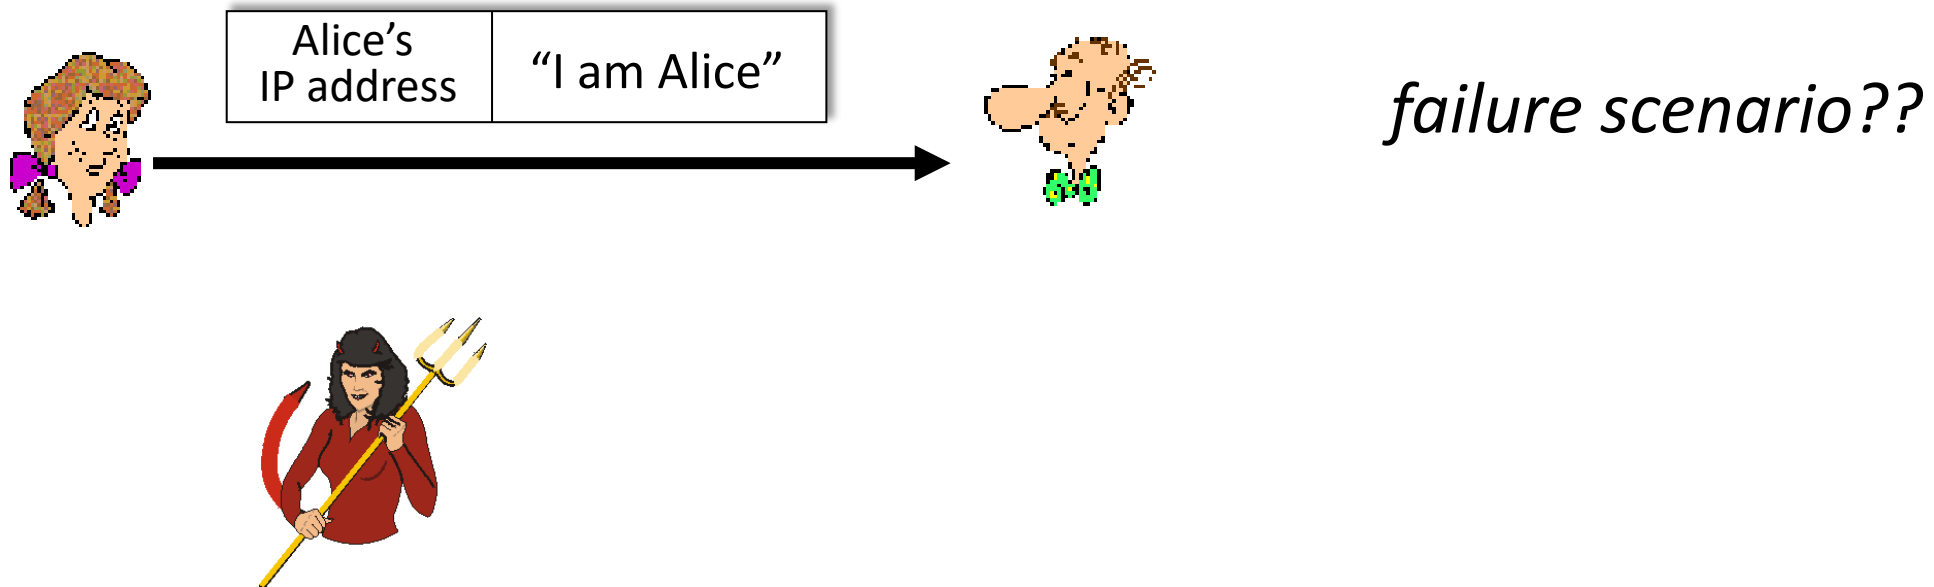 Alice’s
IP address
“I am Alice”
failure scenario??